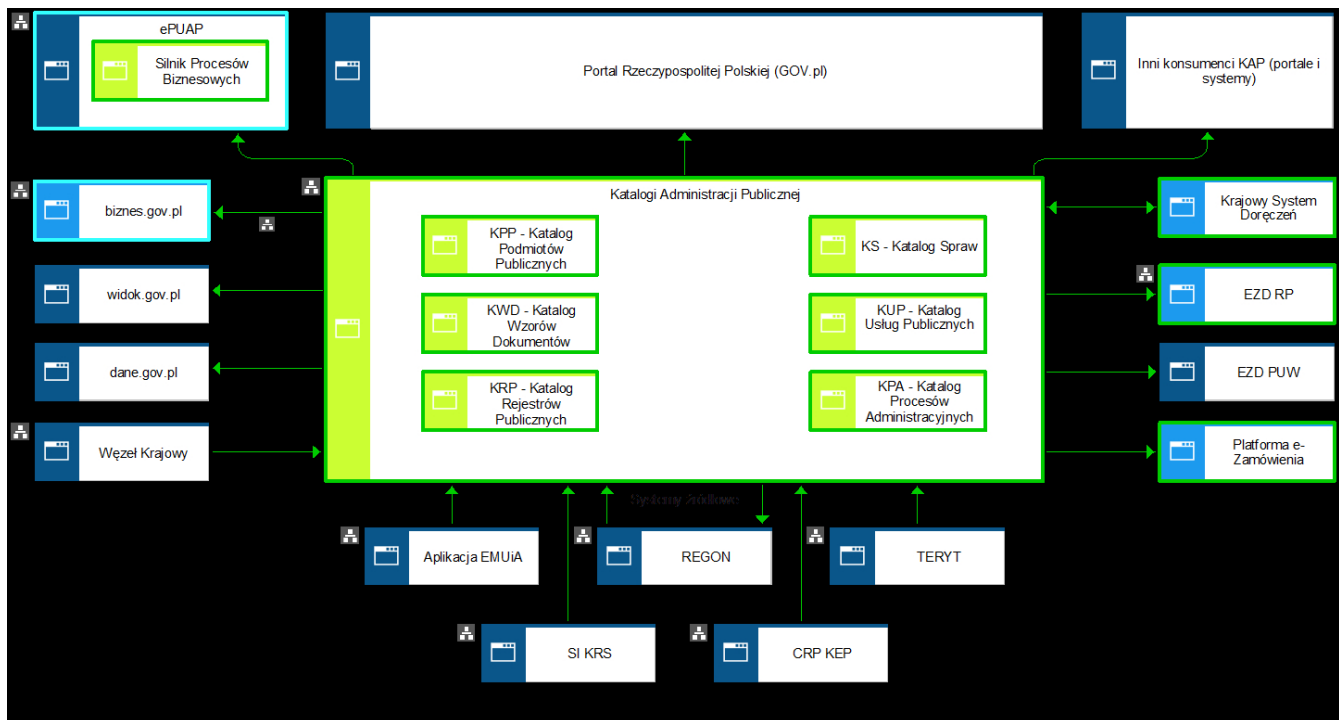 ePUAP
Silnik Procesów
Biznesowych
Portal Rzeczypospolitej Polskiej (GOV.pl)
Inni konsumenci KAP (portale i
systemy)
biznes.gov.pl
widok.gov.pl
dane.gov.pl
Węzeł Krajowy
Katalogi Administracji Publicznej
KPP - Katalog
Podmiotów
Publicznych
KS - Katalog Spraw
KWD - Katalog
Wzorów
Dokumentów
KUP - Katalog
Usług Publicznych
KRP - Katalog
Rejestrów
Publicznych
KPA - Katalog
Procesów
Administracyjnych
Krajowy System
Doręczeń
EZD RP
EZD PUW
Platforma e-
Zamówienia
Systemy źródłowe
Aplikacja EMUiA
REGON
TERYT
SI KRS
CRP KEP